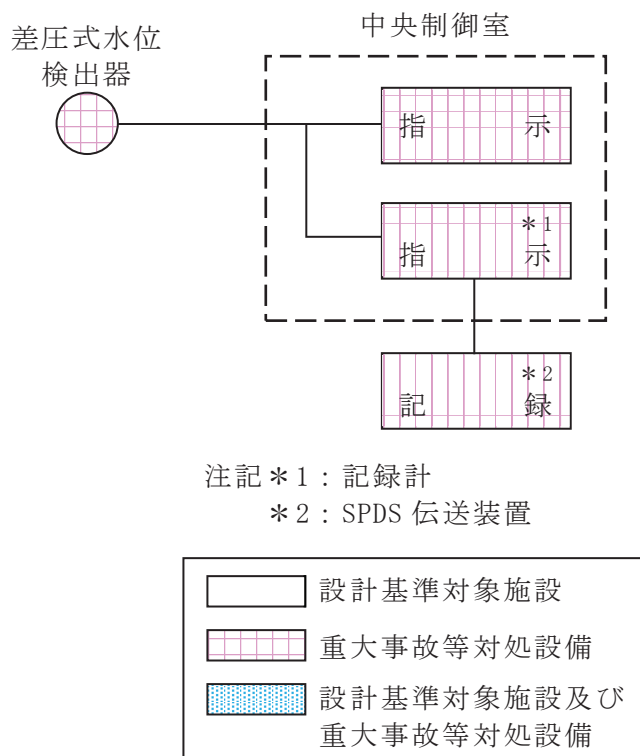 中央制御室
差圧式水位
検出器
指示
*1
指示
*2
記録
注記*1:記録計
*2:SPDS 伝送装置
設計基準対象施設
重大事故等対処設備
設計基準対象施設及び
重大事故等対処設備